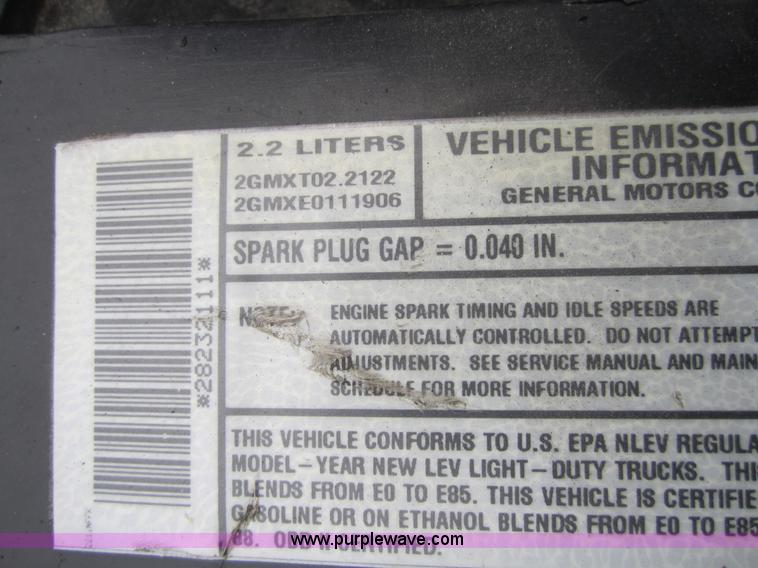 2.2 LITERS
2GMXT02.2122
2GMXE0111906
VEHICLE EMISSIO
INFORMAT
GENERAL MOTORS CO
SPARK PLUG GAP = 0.040 IN.
ENGINE SPARK TIMING AND IDLE SPEEDS ARE
AUTOMATICALLY CONTROLLED. DO NOT ATTEMPT
ADJUSTMENTS. SEE SERVICE MANUAL AND MAIN
SCHEDULE FOR MORE INFORMATION.
THIS VEHICLE CONFORMS TO U.S. EPA NLEV REGULA
MODEL-YEAR NEW LEV LIGHT-DUTY TRUCKS. THI
BLENDS FROM E0 TO E85. THIS VEHICLE IS CERTIFIE
GASOLINE OR ON ETHANOL BLENDS FROM E0 TO E85
CERTIFIED.
*28232111*
www.purplewave.com